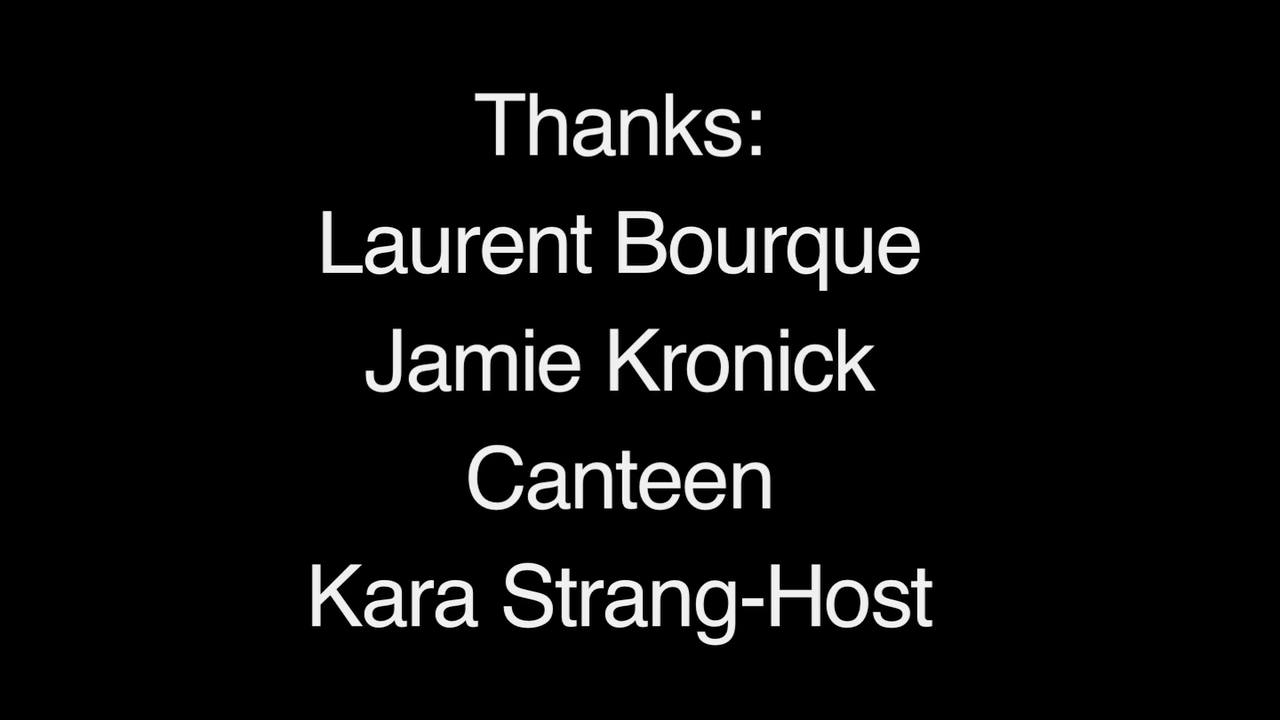 Thanks:
Laurent Bourque
Jamie Kronick
Canteen
Kara Strang-Host